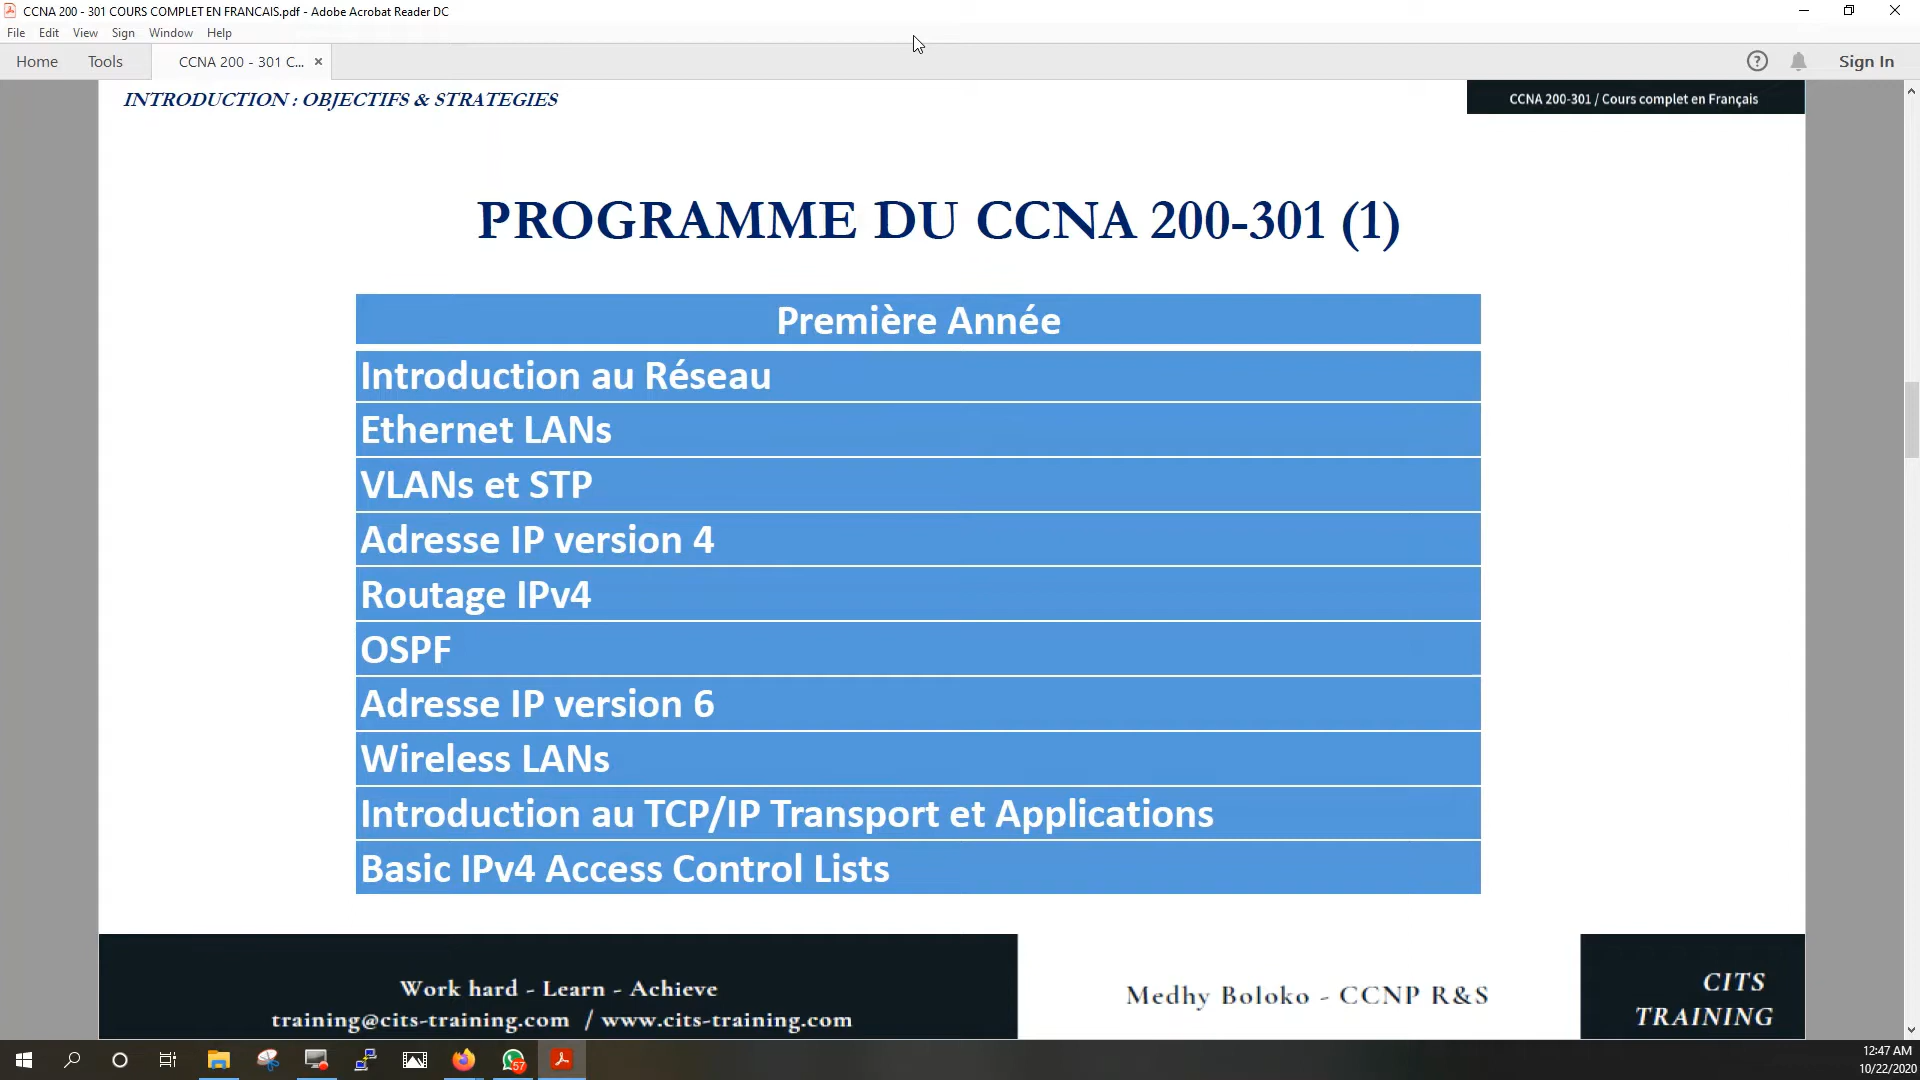 CCNA 200 - 301 COURS COMPLET EN FRANCAIS.pdf - Adobe Acrobat Reader DC
File Edit View Sign Window Help
Home Tools CCNA 200 - 301 C... × ? Sign In
INTRODUCTION : OBJECTIFS & STRATEGIES
CCNA 200-301 / Cours complet en Français
PROGRAMME DU CCNA 200-301 (1)
Première Année
Introduction au Réseau
Ethernet LANs
VLANs et STP
Adresse IP version 4
Routage IPv4
OSPF
Adresse IP version 6
Wireless LANs
Introduction au TCP/IP Transport et Applications
Basic IPv4 Access Control Lists
Work hard - Learn - Achieve
training@cits-training.com / www.cits-training.com
Medhy Boloko - CCNP R&S
CITS
TRAINING
57
12:47 AM
10/22/2020